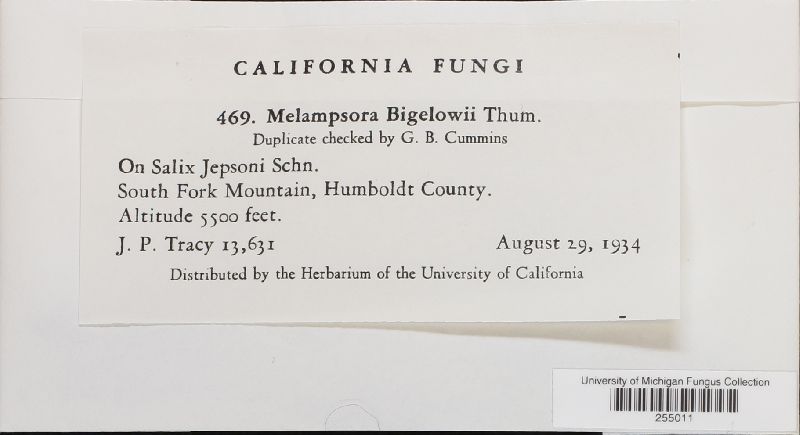 CALIFORNIA FUNGI
469. Melampsora Bigelowii Thum.
Duplicate checked by G. B. Cummins
On Salix Jepsoni Schn.
South Fork Mountain, Humboldt County.
Altitude 5500 feet.
J. P. Tracy 13,631 August 29, 1934
Distributed by the Herbarium of the University of California
University of Michigan Fungus Collection
255011